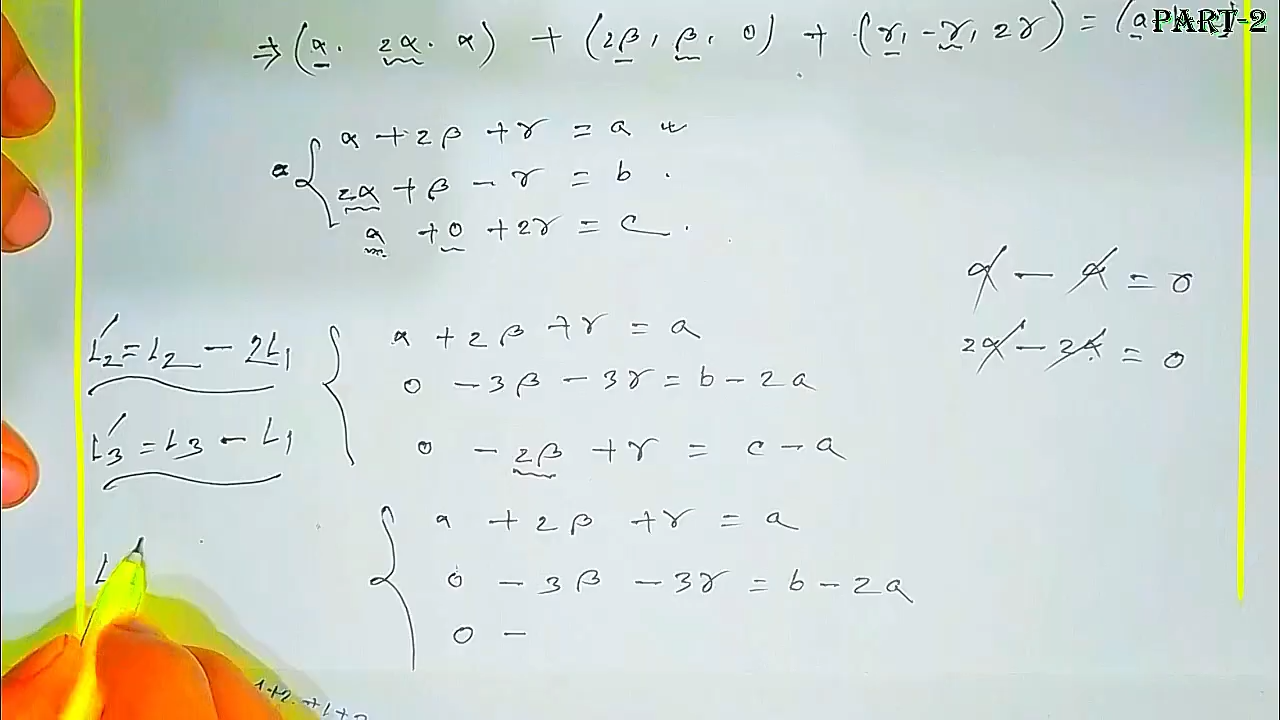 PART-2
⇒ (α, 2α, α) + (2β, β, 0) + (γ, -γ, 2γ) = (a
α + 2β + γ = a
2α + β - γ = b
α + 0 + 2γ = c
α - α = 0
2α - 2α = 0
L₂' = L₂ - 2L₁
α + 2β + γ = a
0 - 3β - 3γ = b - 2a
L₃' = L₃ - L₁
0 - 2β + γ = c - a
α + 2β + γ = a
0 - 3β - 3γ = b - 2a
L
0 -